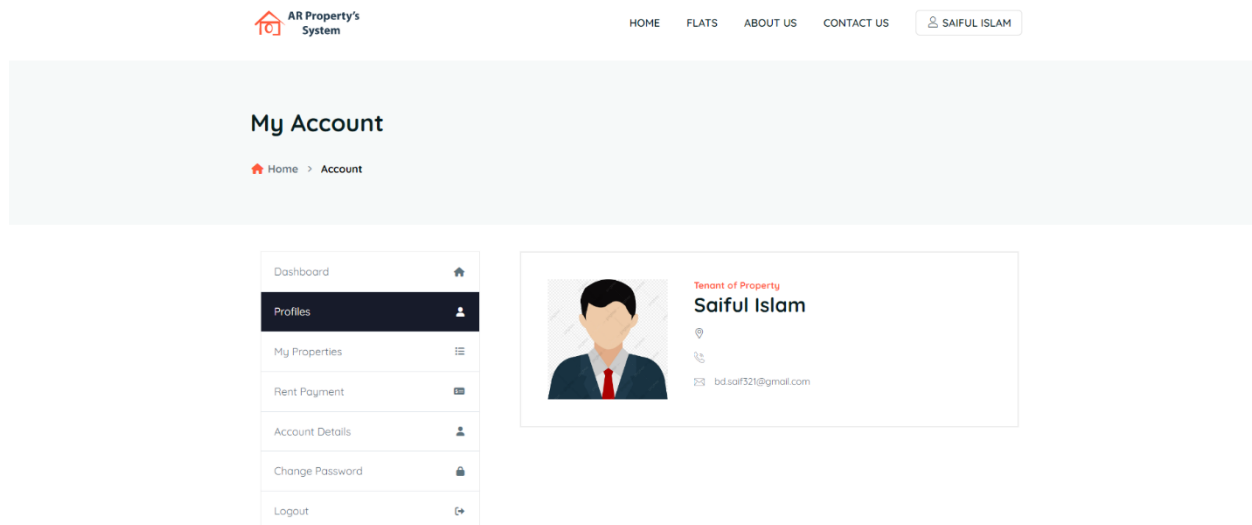 AR Property's
System
HOME FLATS ABOUT US CONTACT US SAIFUL ISLAM
My Account
Home > Account
Dashboard
Profiles
My Properties
Rent Payment
Account Details
Change Password
Logout
Tenant of Property
Saiful Islam
bd.saif321@gmail.com